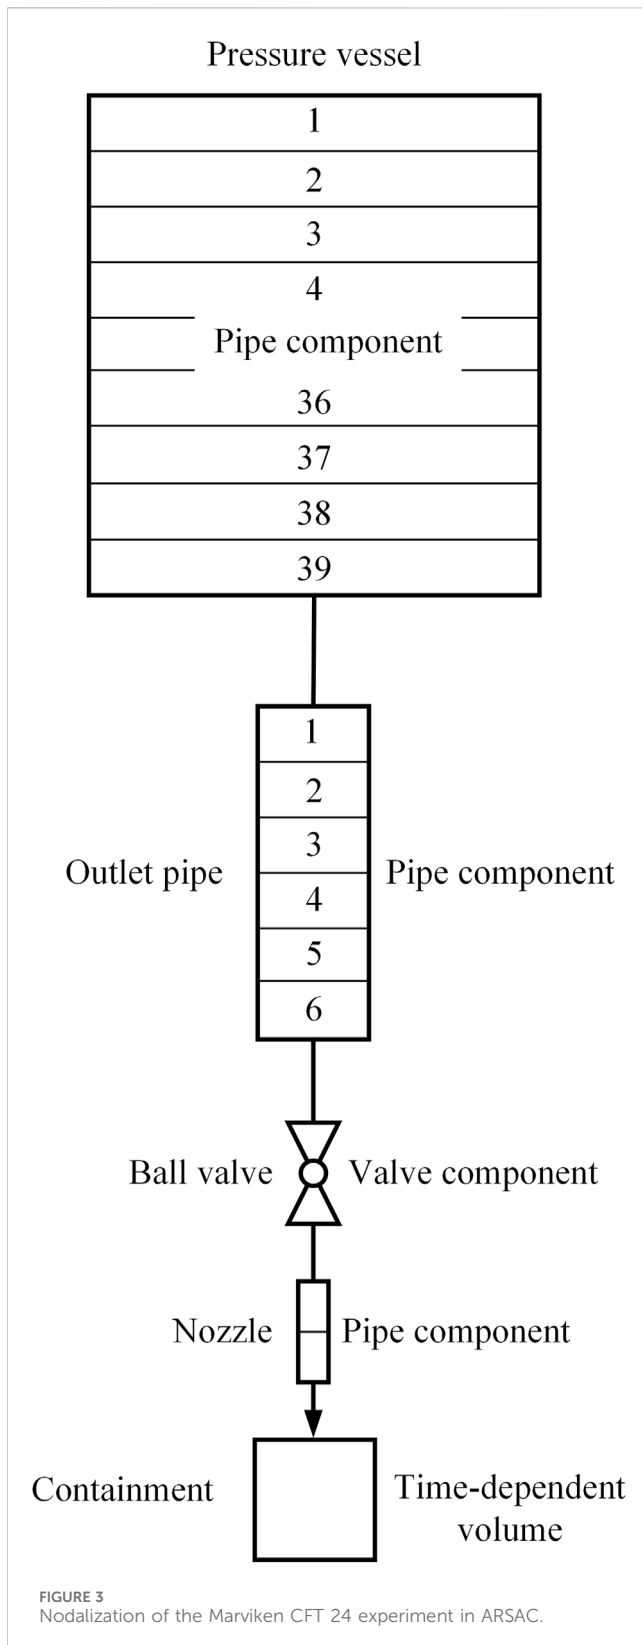 Pressure vessel
1
2
3
4
Pipe component
36
37
38
39
1
2
3
Outlet pipe Pipe component
4
5
6
Ball valve Valve component
Nozzle Pipe component
Containment Time-dependent
volume
FIGURE 3
Nodalization of the Marviken CFT 24 experiment in ARSAC.